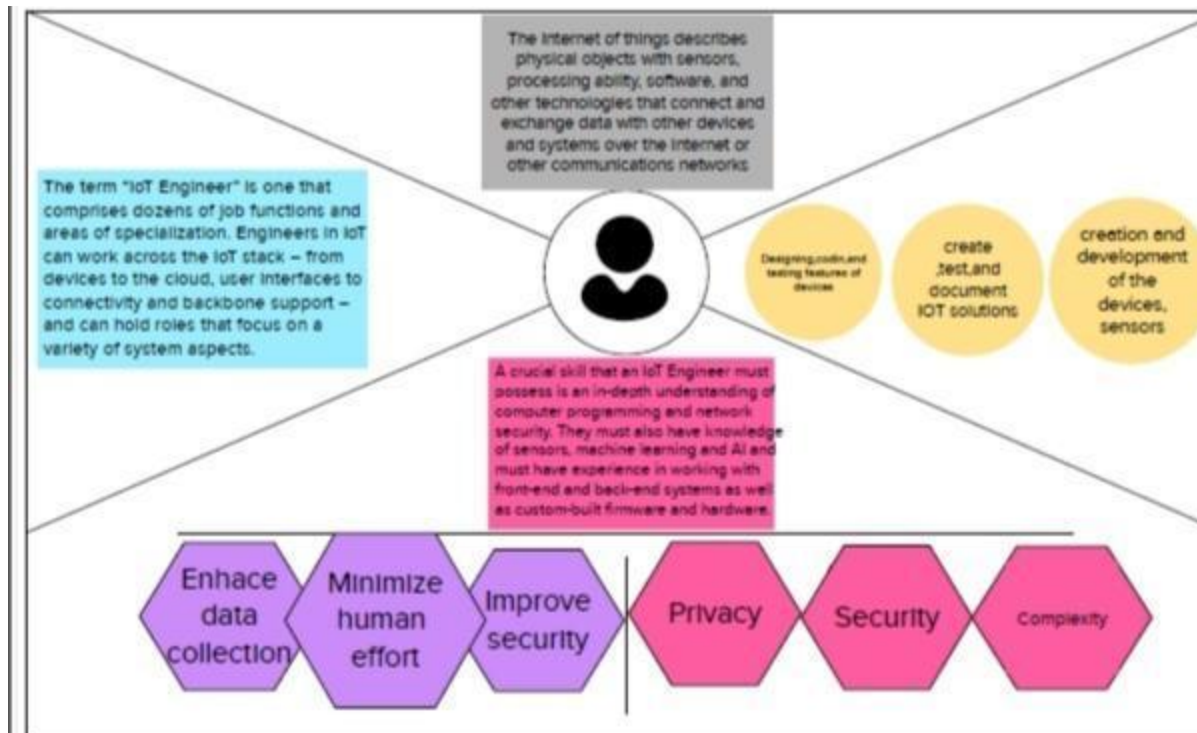 The Internet of things describes
physical objects with sensors,
processing ability, software, and
other technologies that connect and
exchange data with other devices
and systems over the Internet or
other communications networks
The term "IoT Engineer" is one that
comprises dozens of job functions and
areas of specialization. Engineers in IoT
can work across the IoT stack – from
devices to the cloud, user interfaces to
connectivity and backbone support –
and can hold roles that focus on a
variety of system aspects.
Designing,codin,and
testing features of
devices
create
,test,and
document
IOT solutions
creation and
development
of the
devices,
sensors
A crucial skill that an IoT Engineer must
possess is an in-depth understanding of
computer programming and network
security. They must also have knowledge
of sensors, machine learning and AI and
must have experience in working with
front-end and back-end systems as well
as custom-built firmware and hardware.
Enhace
data
collection
Minimize
human
effort
Improve
security
Privacy
Security
Complexity